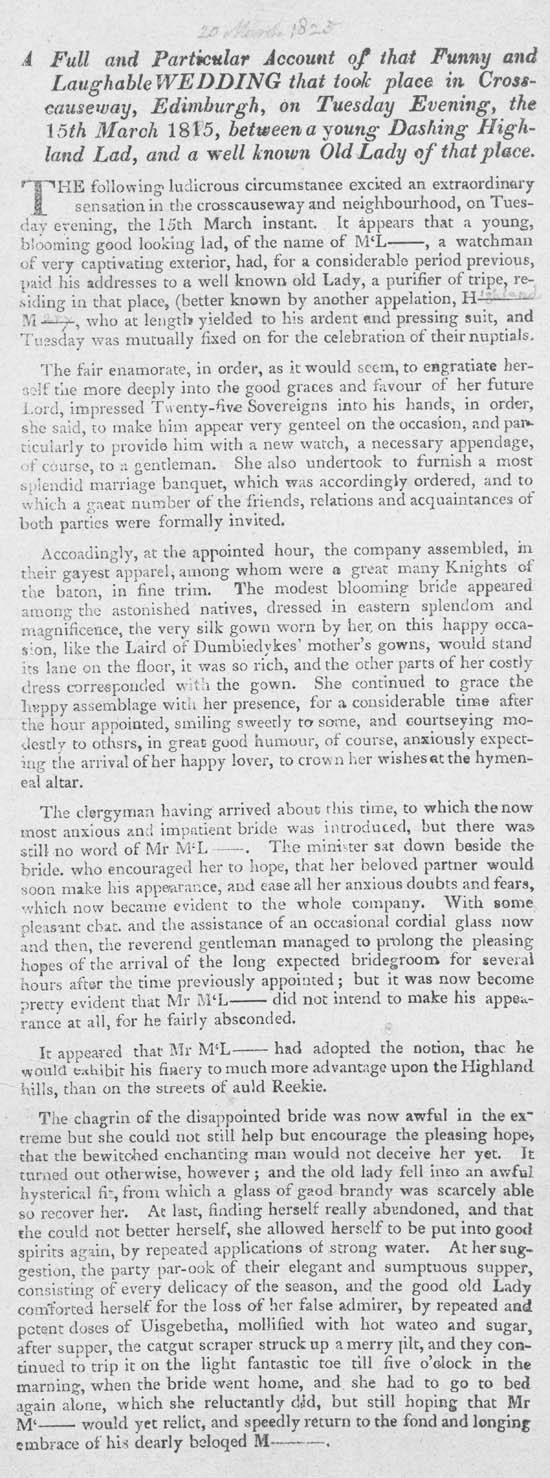 20 March 1825
A Full and Particular Account of that Funny and
Laughable WEDDING that took place in Cross-
causeway, Edinburgh, on Tuesday Evening, the
15th March 1815, between a young Dashing High-
land Lad, and a well known Old Lady of that place.
THE following ludicrous circumstance excited an extraordinary
sensation in the crosscauseway and neighbourhood, on Tues-
day evening, the 15th March instant. It appears that a young,
blooming good looking lad, of the name of M‘L——, a watchman
of very captivating exterior, had, for a considerable period previous,
paid his addresses to a well known old Lady, a purifier of tripe, re-
siding in that place, (better known by another appelation, Highland
Mary, who at length yielded to his ardent and pressing suit, and
Tuesday was mutually fixed on for the celebration of their nuptials.
The fair enamorate, in order, as it would seem, to engratiate her-
self the more deeply into the good graces and favour of her future
Lord, impressed Twenty-five Sovereigns into his hands, in order,
she said, to make him appear very genteel on the occasion, and par-
ticularly to provide him with a new watch, a necessary appendage,
of course, to a gentleman. She also undertook to furnish a most
splendid marriage banquet, which was accordingly ordered, and to
which a gaeat number of the friends, relations and acquaintances of
both parties were formally invited.
Accoadingly, at the appointed hour, the company assembled, in
their gayest apparel, among whom were a great many Knights of
the baton, in fine trim. The modest blooming bride appeared
among the astonished natives, dressed in eastern splendom and
magnificence, the very silk gown worn by her, on this happy occa-
sion, like the Laird of Dumbiedykes' mother's gowns, would stand
its lane on the floor, it was so rich, and the other parts of her costly
dress corresponded with the gown. She continued to grace the
happy assemblage with her presence, for a considerable time after
the hour appointed, smiling sweetly to some, and courtseying mo-
destly to othsrs, in great good humour, of course, anxiously expect-
ing the arrival of her happy lover, to crown her wishes at the hymen-
eal altar.
The clergyman having arrived about this time, to which the now
most anxious and impatient bride was introduced, but there was
still no word of Mr M‘L——. The minister sat down beside the
bride. who encouraged her to hope, that her beloved partner would
soon make his appearance, and ease all her anxious doubts and fears,
which now became evident to the whole company. With some
pleasant chat. and the assistance of an occasional cordial glass now
and then, the reverend gentleman managed to prolong the pleasing
hopes of the arrival of the long expected bridegroom for several
hours after the time previously appointed; but it was now become
pretty evident that Mr M‘L—— did not intend to make his appea-
rance at all, for he fairly absconded.
It appeared that Mr M‘L—— had adopted the notion, thac he
would exhibit his finery to much more advantage upon the Highland
hills, than on the streets of auld Reekie.
The chagrin of the disappointed bride was now awful in the ex-
treme but she could not still help but encourage the pleasing hope,
that the bewitched enchanting man would not deceive her yet. It
turned out otherwise, however; and the old lady fell into an awful
hysterical fit, from which a glass of gaod brandy was scarcely able
so recover her. At last, finding herself really abandoned, and that
the could not better herself, she allowed herself to be put into good
spirits again, by repeated applications of strong water. At her sug-
gestion, the party par-ook of their elegant and sumptuous supper,
consisting of every delicacy of the season, and the good old Lady
comforted herself for the loss of her false admirer, by repeated and
potent doses of Uisgebetha, mollified with hot wateo and sugar,
after supper, the catgut scraper struck up a merry jilt, and they con-
tinued to trip it on the light fantastic toe till five o'olock in the
marning, when the bride went home, and she had to go to bed
again alone, which she reluctantly did, but still hoping that Mr
M‘—— would yet relict, and speedly return to the fond and longing
embrace of his dearly beloqed M———.